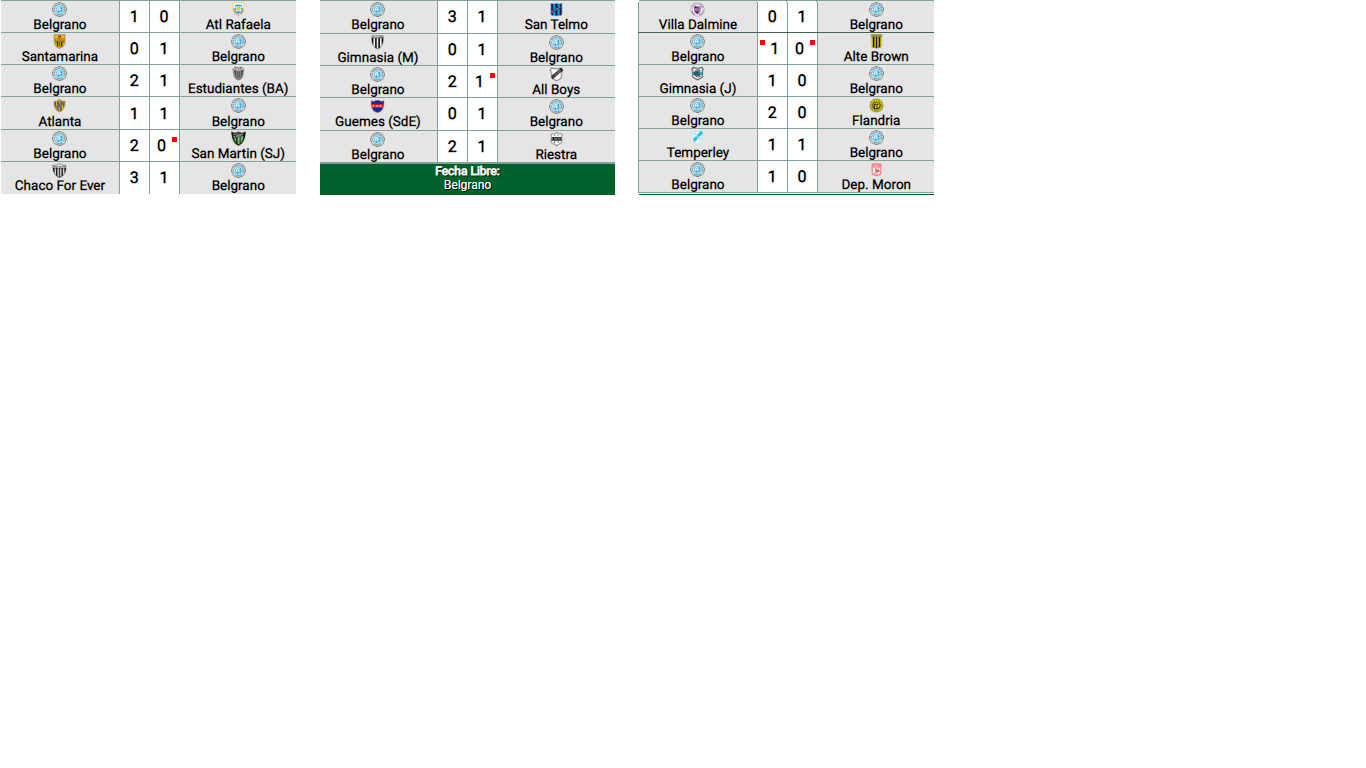 Belgrano 1 0 Atl Rafaela
Santamarina 0 1 Belgrano
Belgrano 2 1 Estudiantes (BA)
Atlanta 1 1 Belgrano
Belgrano 2 0 San Martin (SJ)
Chaco For Ever 3 1 Belgrano
Belgrano 3 1 San Telmo
Gimnasia (M) 0 1 Belgrano
Belgrano 2 1 All Boys
Guemes (SdE) 0 1 Belgrano
Belgrano 2 1 Riestra
Fecha Libre:
Belgrano
Villa Dalmine 0 1 Belgrano
Belgrano 1 0 Alte Brown
Gimnasia (J) 1 0 Belgrano
Belgrano 2 0 Flandria
Temperley 1 1 Belgrano
Belgrano 1 0 Dep. Moron